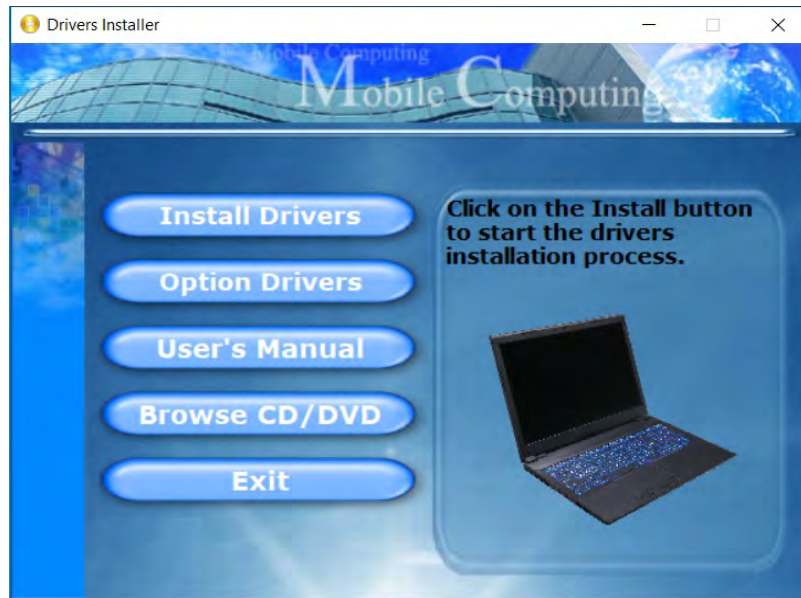 Drivers Installer
Mobile Computing
Mobile Computing
Install Drivers
Option Drivers
User's Manual
Browse CD/DVD
Exit
Click on the Install button
to start the drivers
installation process.